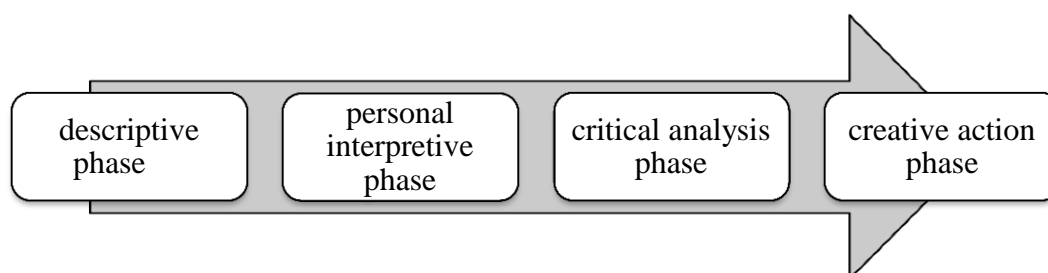 descriptive
phase
personal
interpretive
phase
critical analysis
phase
creative action
phase